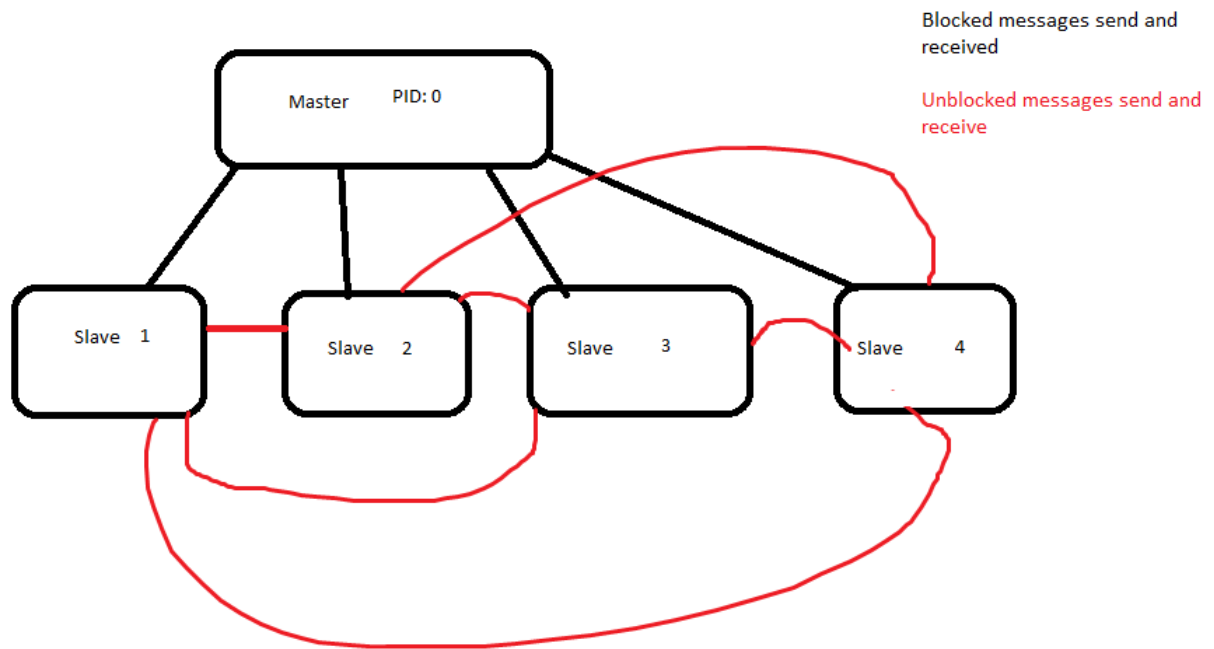 Blocked messages send and
received
Unblocked messages send and
receive
Master PID: 0
Slave 1
Slave 2
Slave 3
Slave 4